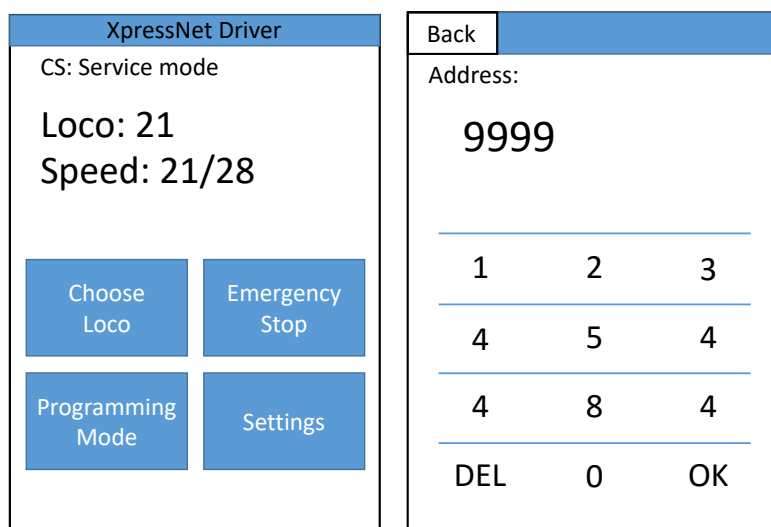 XpressNet Driver
CS: Service mode
Loco: 21
Speed: 21/28
Choose
Loco
Emergency
Stop
Programming
Mode
Settings
Back
Address:
9999
1 2 3
4 5 4
4 8 4
DEL 0 OK